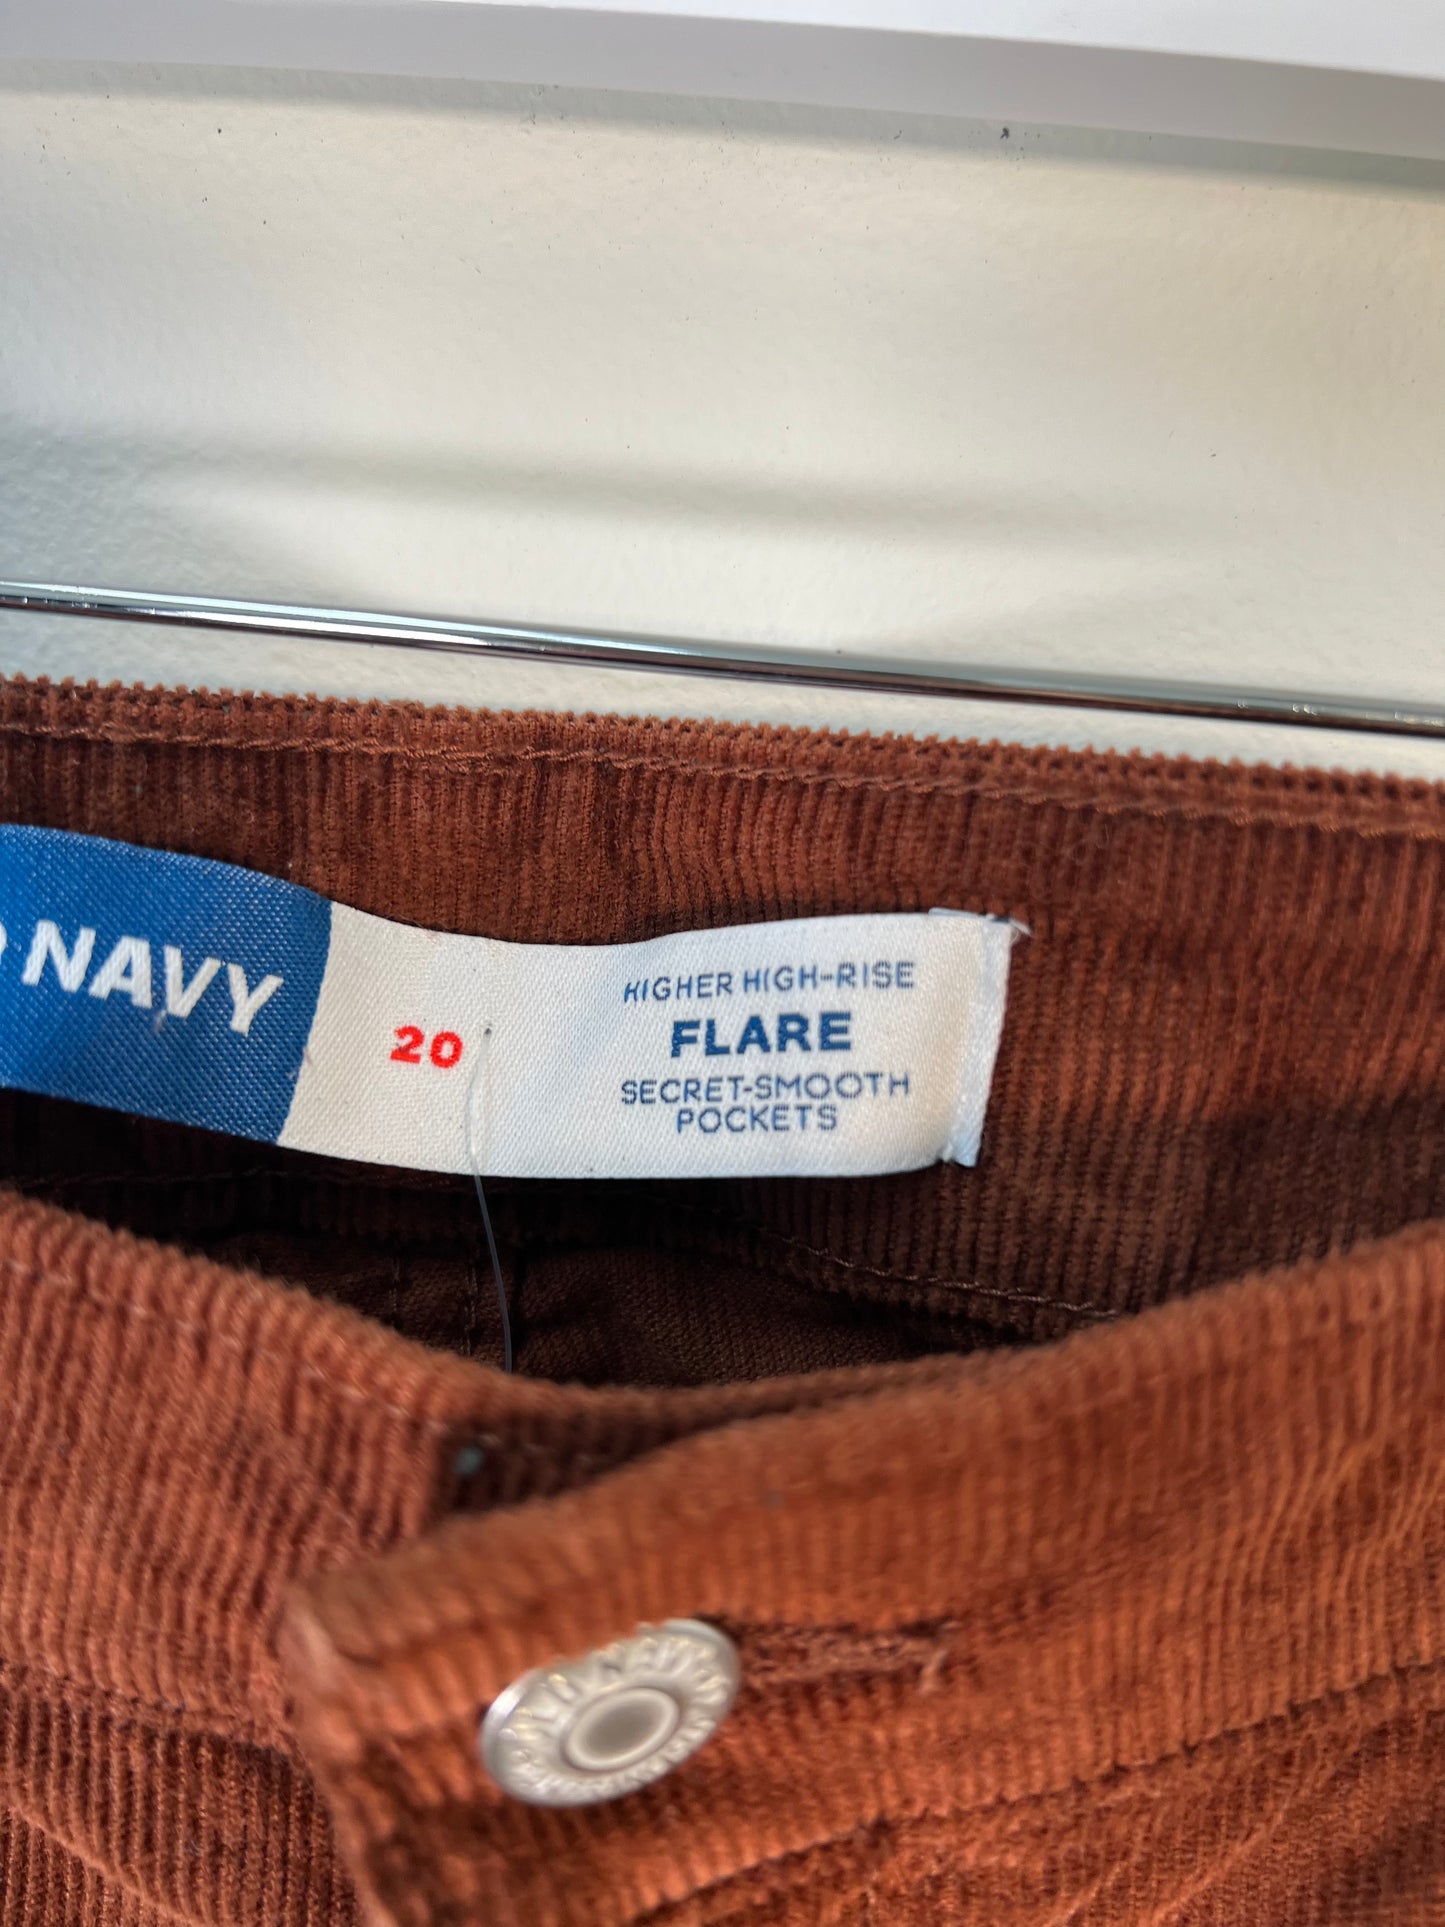 NAVY
20
HIGHER HIGH-RISE
FLARE
SECRET-SMOOTH
POCKETS